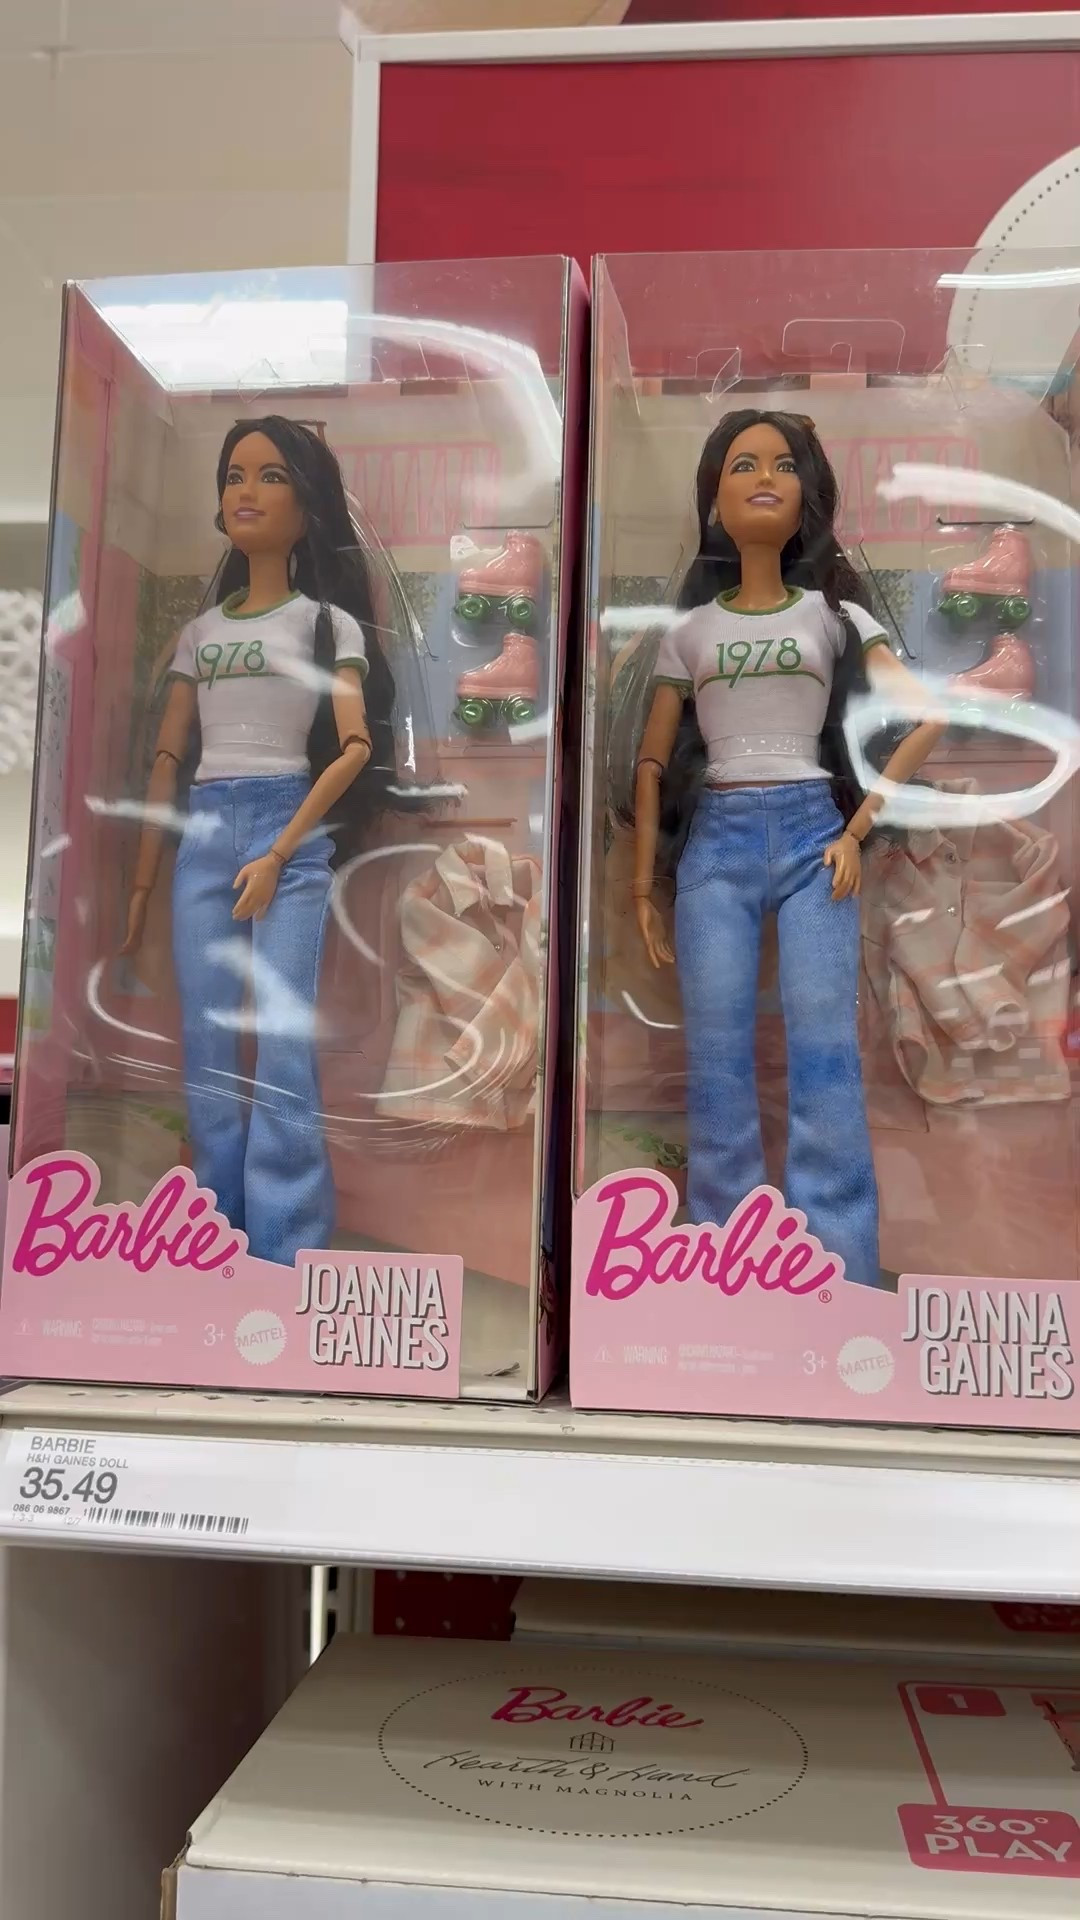 1978
1978
Barbie®
WARNING:
3+
MATTEL
JOANNA
GAINES
Barbie®
WARNING:
3+
MATTEL
JOANNA
GAINES
BARBIE
H&H GAINES DOLL
35.49
086 06 9867
Barbie
Hearth & Hand
WITH MAGNOLIA
1
360°
PLAY